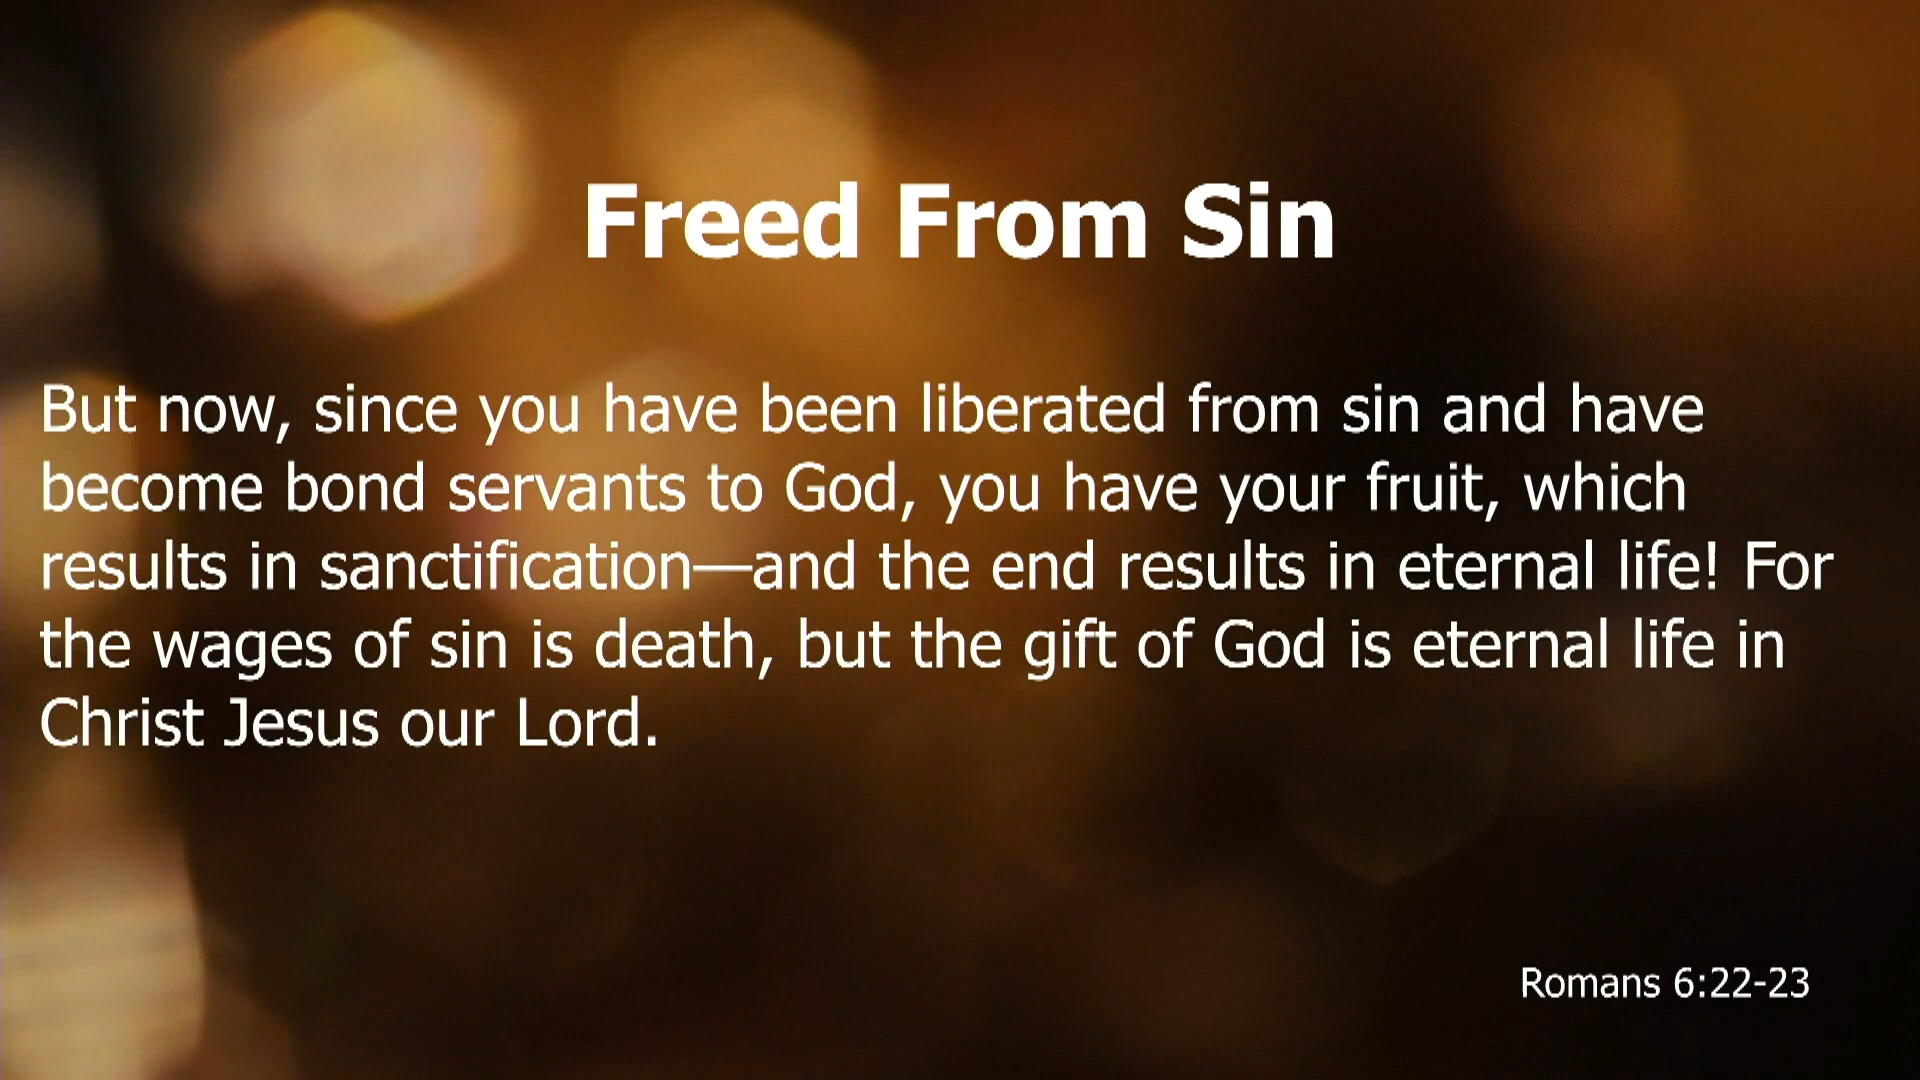 Freed From Sin
But now, since you have been liberated from sin and have
become bond servants to God, you have your fruit, which
results in sanctification—and the end results in eternal life! For
the wages of sin is death, but the gift of God is eternal life in
Christ Jesus our Lord.
Romans 6:22-23